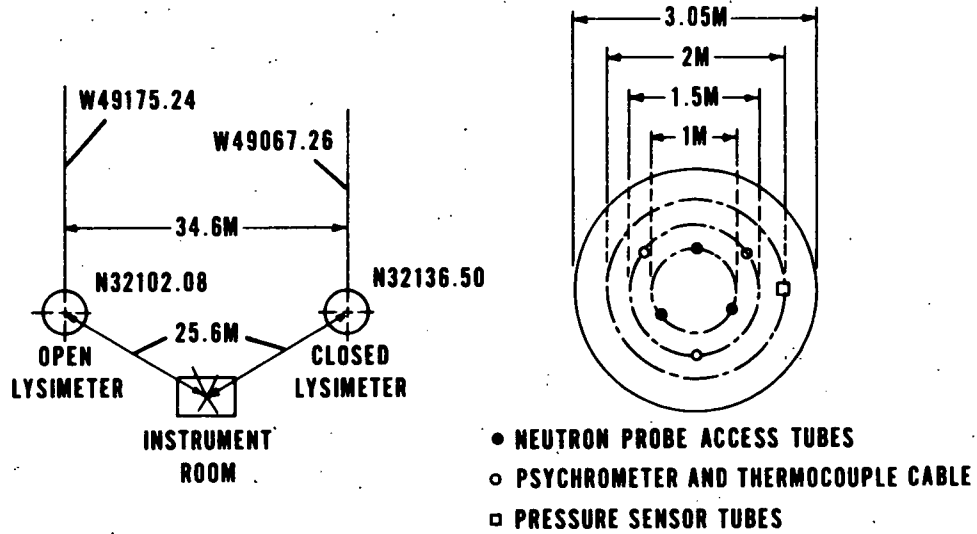 W49175.24
W49067.26
34.6M
N32102.08
N32136.50
25.6M
OPEN
LYSIMETER
CLOSED
LYSIMETER
INSTRUMENT
ROOM
3.05M
2M
1.5M
1M
NEUTRON PROBE ACCESS TUBES
PSYCHROMETER AND THERMOCOUPLE CABLE
PRESSURE SENSOR TUBES